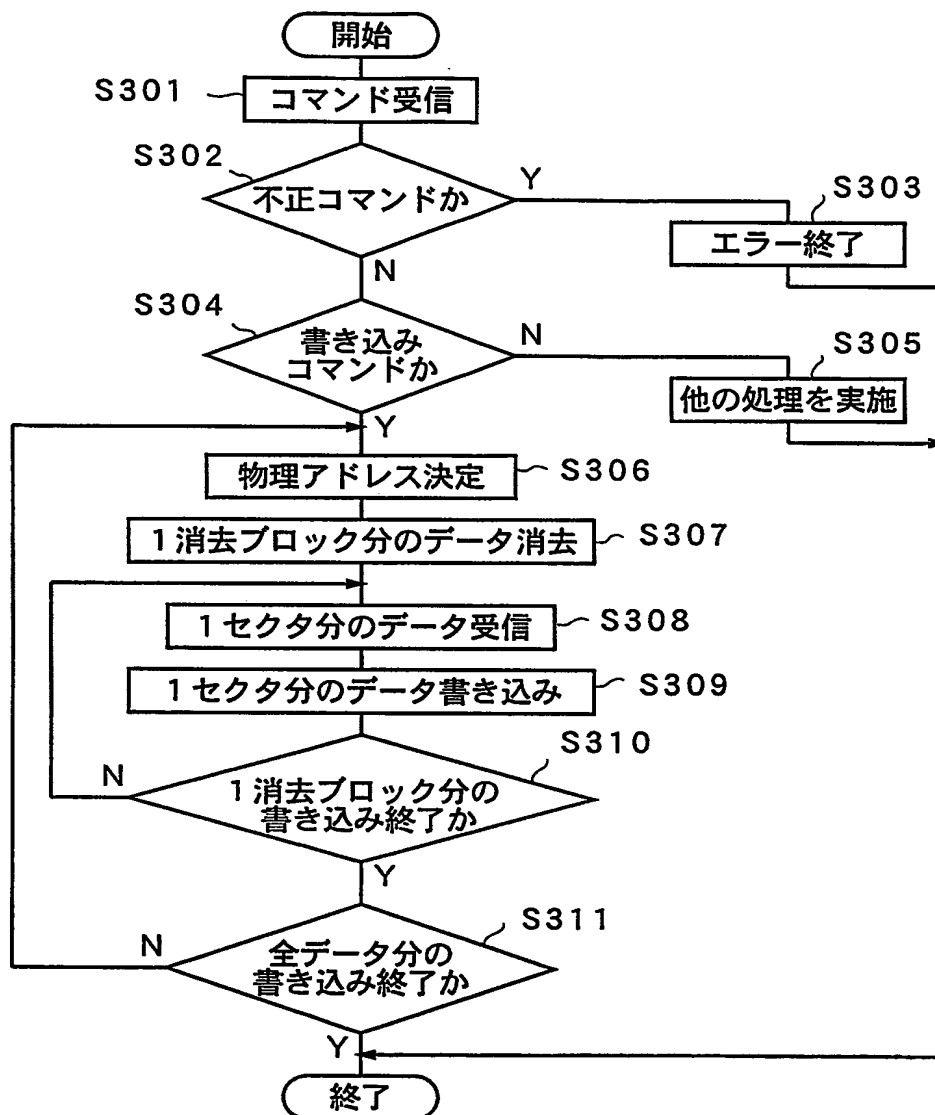 開始
S301
コマンド受信
S302
不正コマンドか
Y
N
S303
エラー終了
S304
書き込み
コマンドか
N
Y
S305
他の処理を実施
物理アドレス決定
S306
1消去ブロック分のデータ消去
S307
1セクタ分のデータ受信
S308
1セクタ分のデータ書き込み
S309
S310
N
1消去ブロック分の
書き込み終了か
Y
S311
N
全データ分の
書き込み終了か
Y
終了